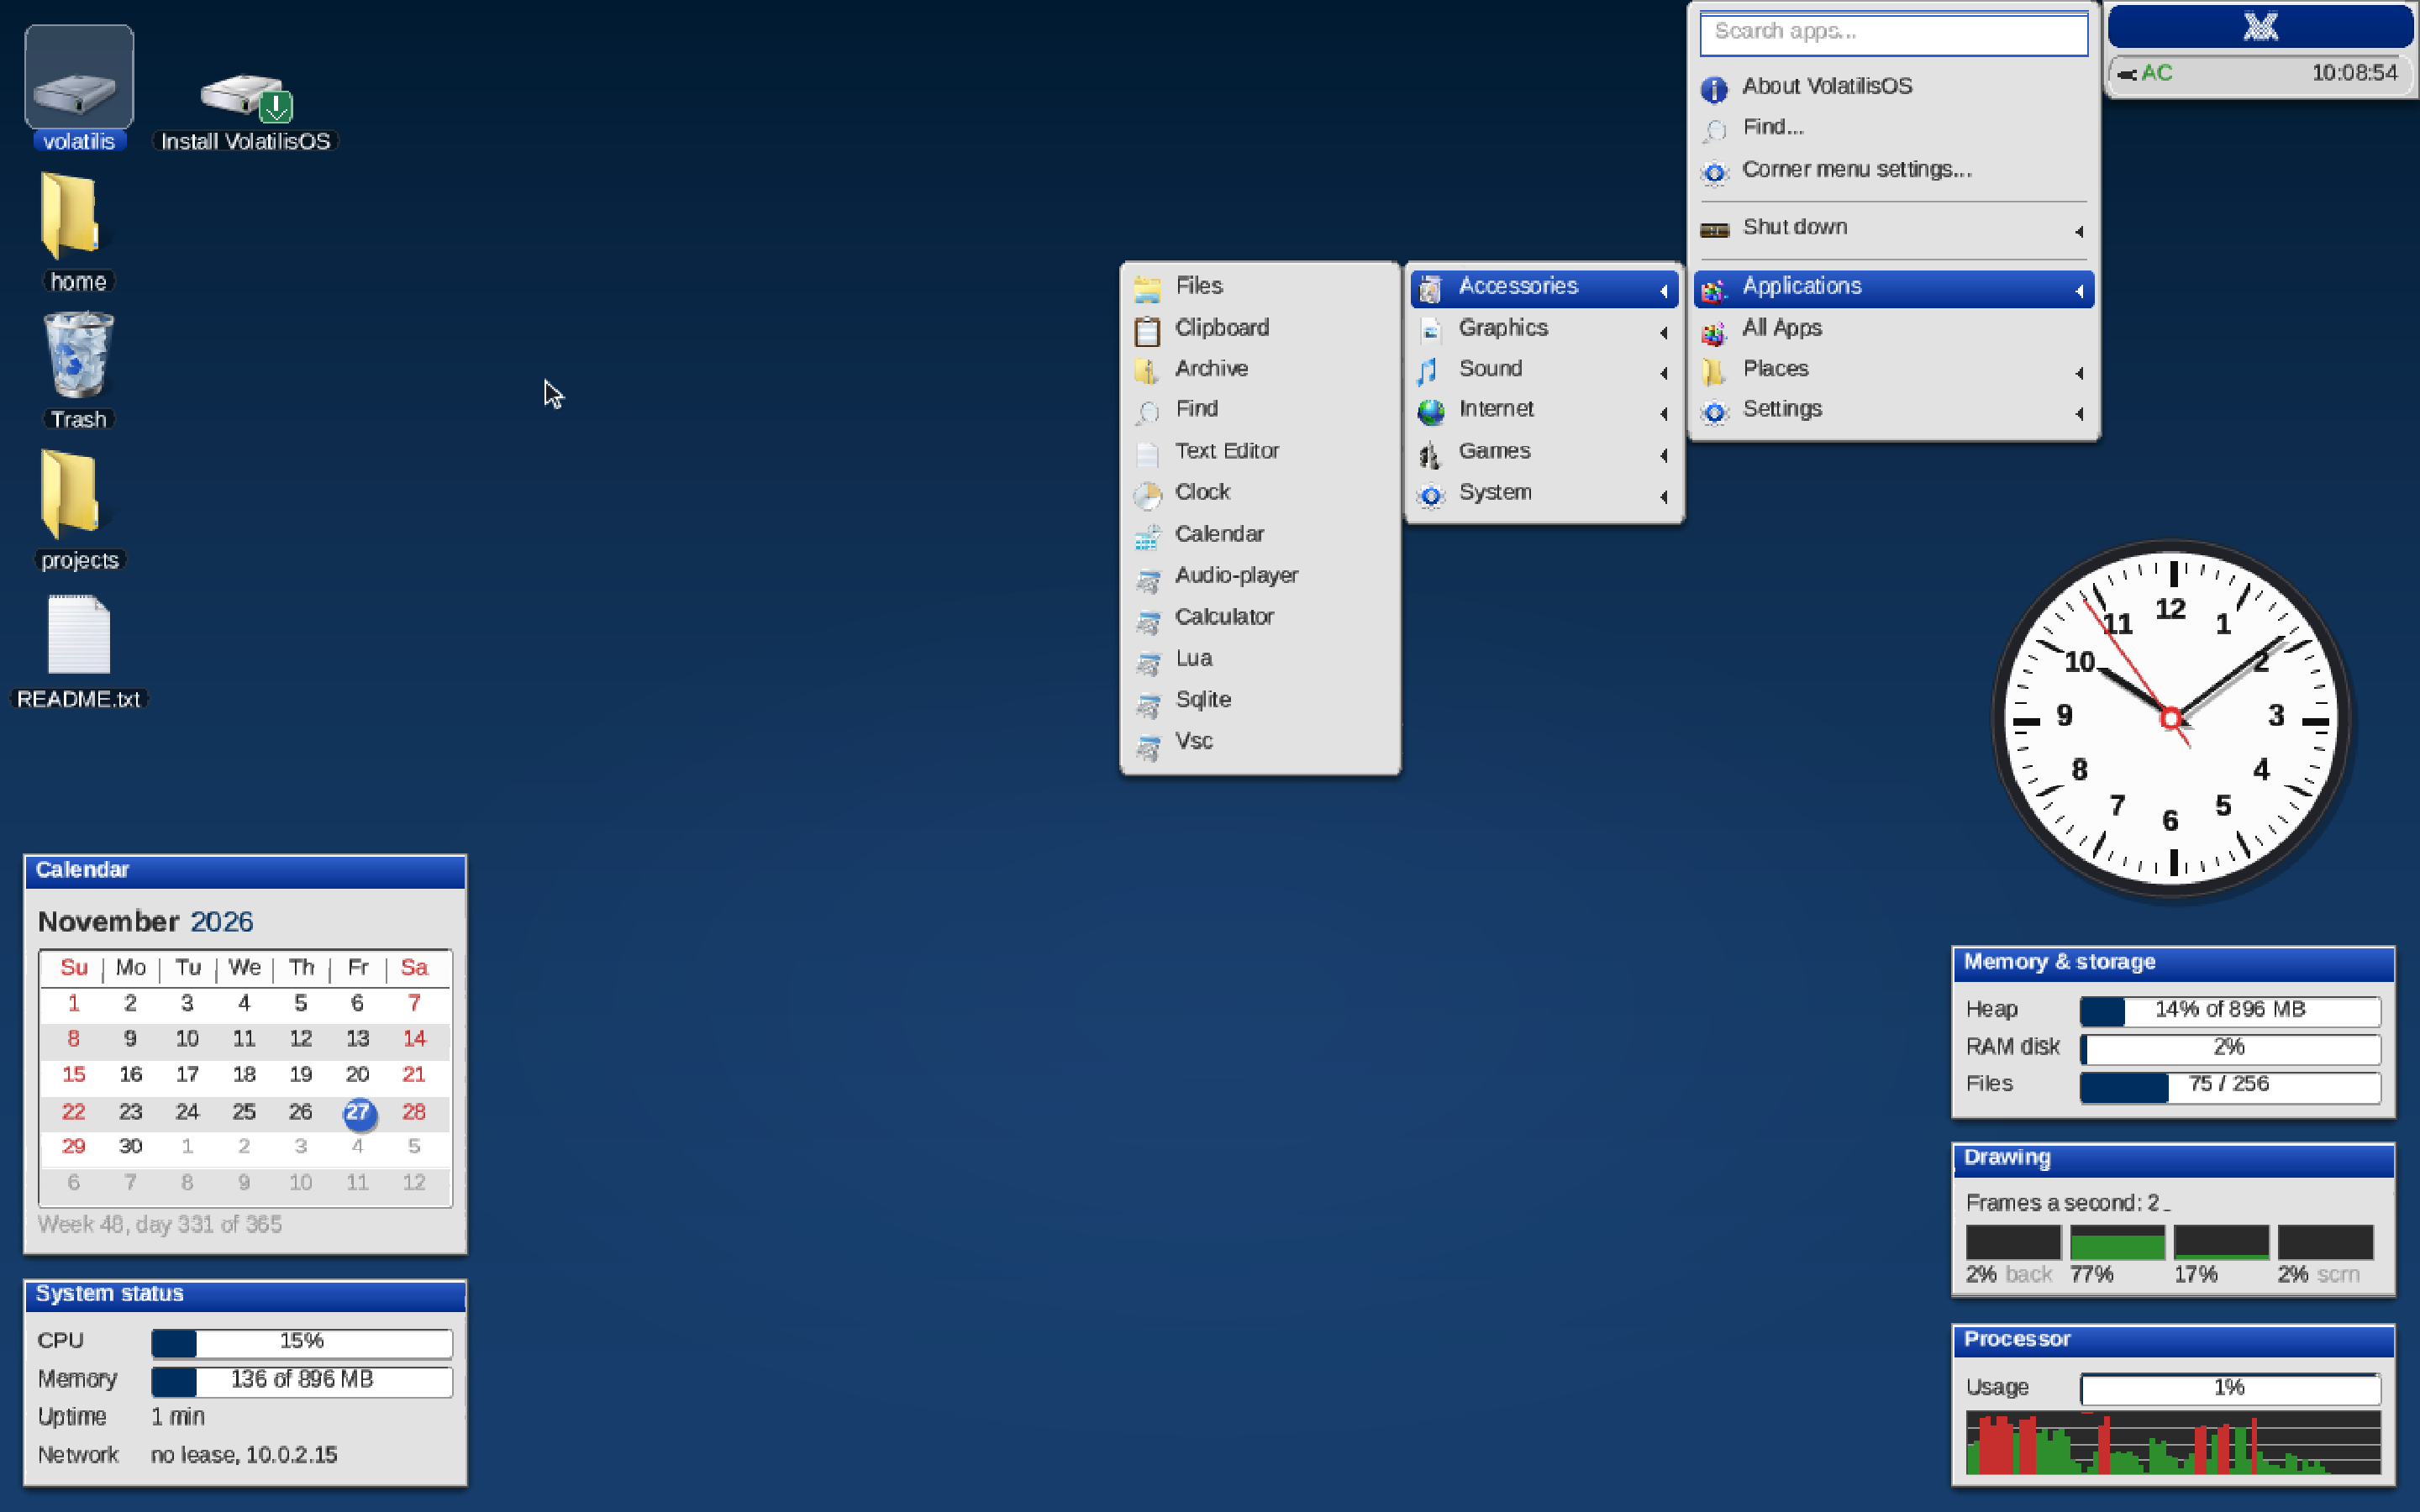 volatilis
Install VolatilisOS
home
Trash
projects
README.txt
Search apps...
About VolatilisOS
Find...
Corner menu settings...
Shut down
Applications
All Apps
Places
Settings
Accessories
Graphics
Sound
Internet
Games
System
Files
Clipboard
Archive
Find
Text Editor
Clock
Calendar
Audio-player
Calculator
Lua
Sqlite
Vsc
AC 10:08:54
12
1
2
3
4
5
6
7
8
9
10
11
Calendar
November 2026
Su Mo Tu We Th Fr Sa
1 2 3 4 5 6 7
8 9 10 11 12 13 14
15 16 17 18 19 20 21
22 23 24 25 26 27 28
29 30 1 2 3 4 5
6 7 8 9 10 11 12
Week 48, day 331 of 365
System status
CPU 15%
Memory 136 of 896 MB
Uptime 1 min
Network no lease, 10.0.2.15
Memory & storage
Heap 14% of 896 MB
RAM disk 2%
Files 75 / 256
Drawing
Frames a second: 2
2% back 77% 17% 2% scrn
Processor
Usage 1%